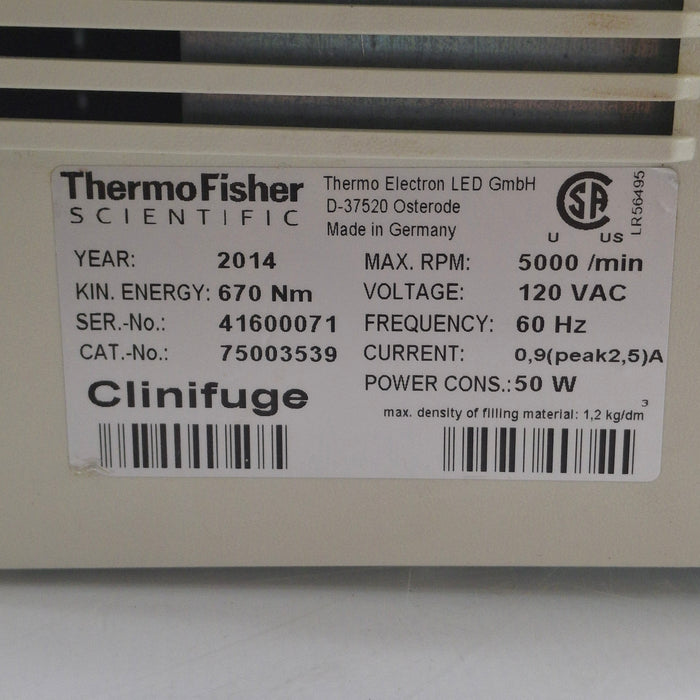 ThermoFisher
SCIENTIFIC
Thermo Electron LED GmbH
D-37520 Osterode
Made in Germany
SA
U US
LR56495
YEAR: 2014
KIN. ENERGY: 670 Nm
SER.-No.: 41600071
CAT.-No.: 75003539
Clinifuge
MAX. RPM: 5000 /min
VOLTAGE: 120 VAC
FREQUENCY: 60 Hz
CURRENT: 0,9(peak2,5)A
POWER CONS.: 50 W
max. density of filling material: 1,2 kg/dm³